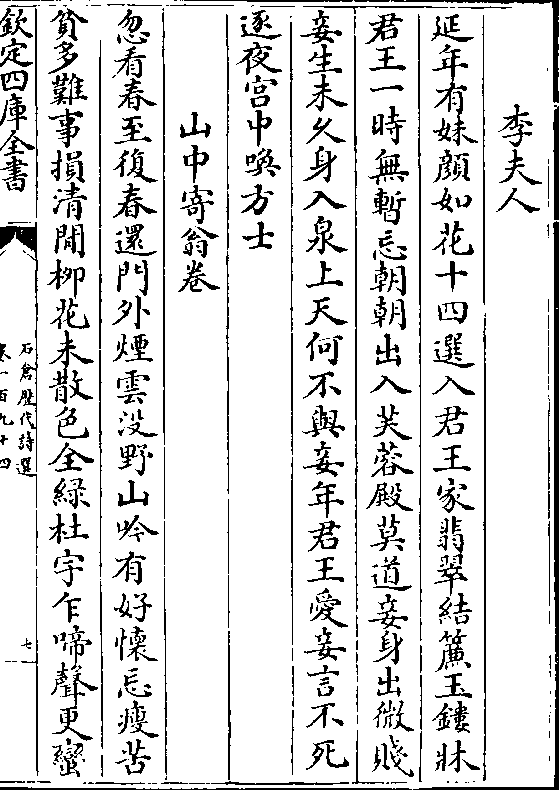 李夫人
延年有妹顔如花十四選入君王家翡翠結簾玉鏤牀
君王一時無暫忘朝朝出入芙蓉殿莫道妾身出微賤
妾生未久身入泉上天何不與妾年君王愛妾言不死
逐夜宫中喚方士
山中寄翁卷
忽看春至復春還門外煙雲没野山吟有好懷忘瘦苦
貧多難事損清閒柳花未散色全緑杜宇乍啼聲更蠻
欽定四庫全書
石倉歴代詩選
卷一百九十四
七